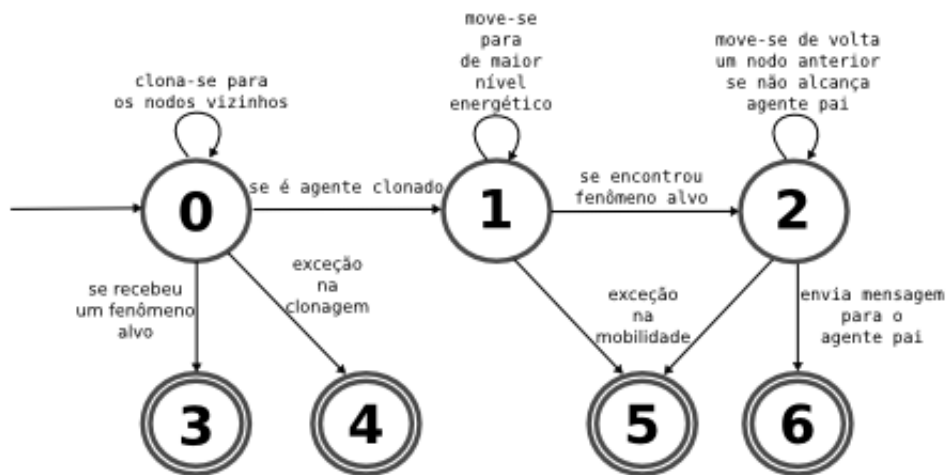 clona-se para
os nodos vizinhos
move-se
para
de maior
nível
energético
move-se de volta
um nodo anterior
se não alcança
agente pai
0
se é agente clonado
1
se encontrou
fenômeno alvo
2
se recebeu
um fenômeno
alvo
exceção
na
clonagem
exceção
na
mobilidade
envia mensagem
para o
agente pai
3
4
5
6